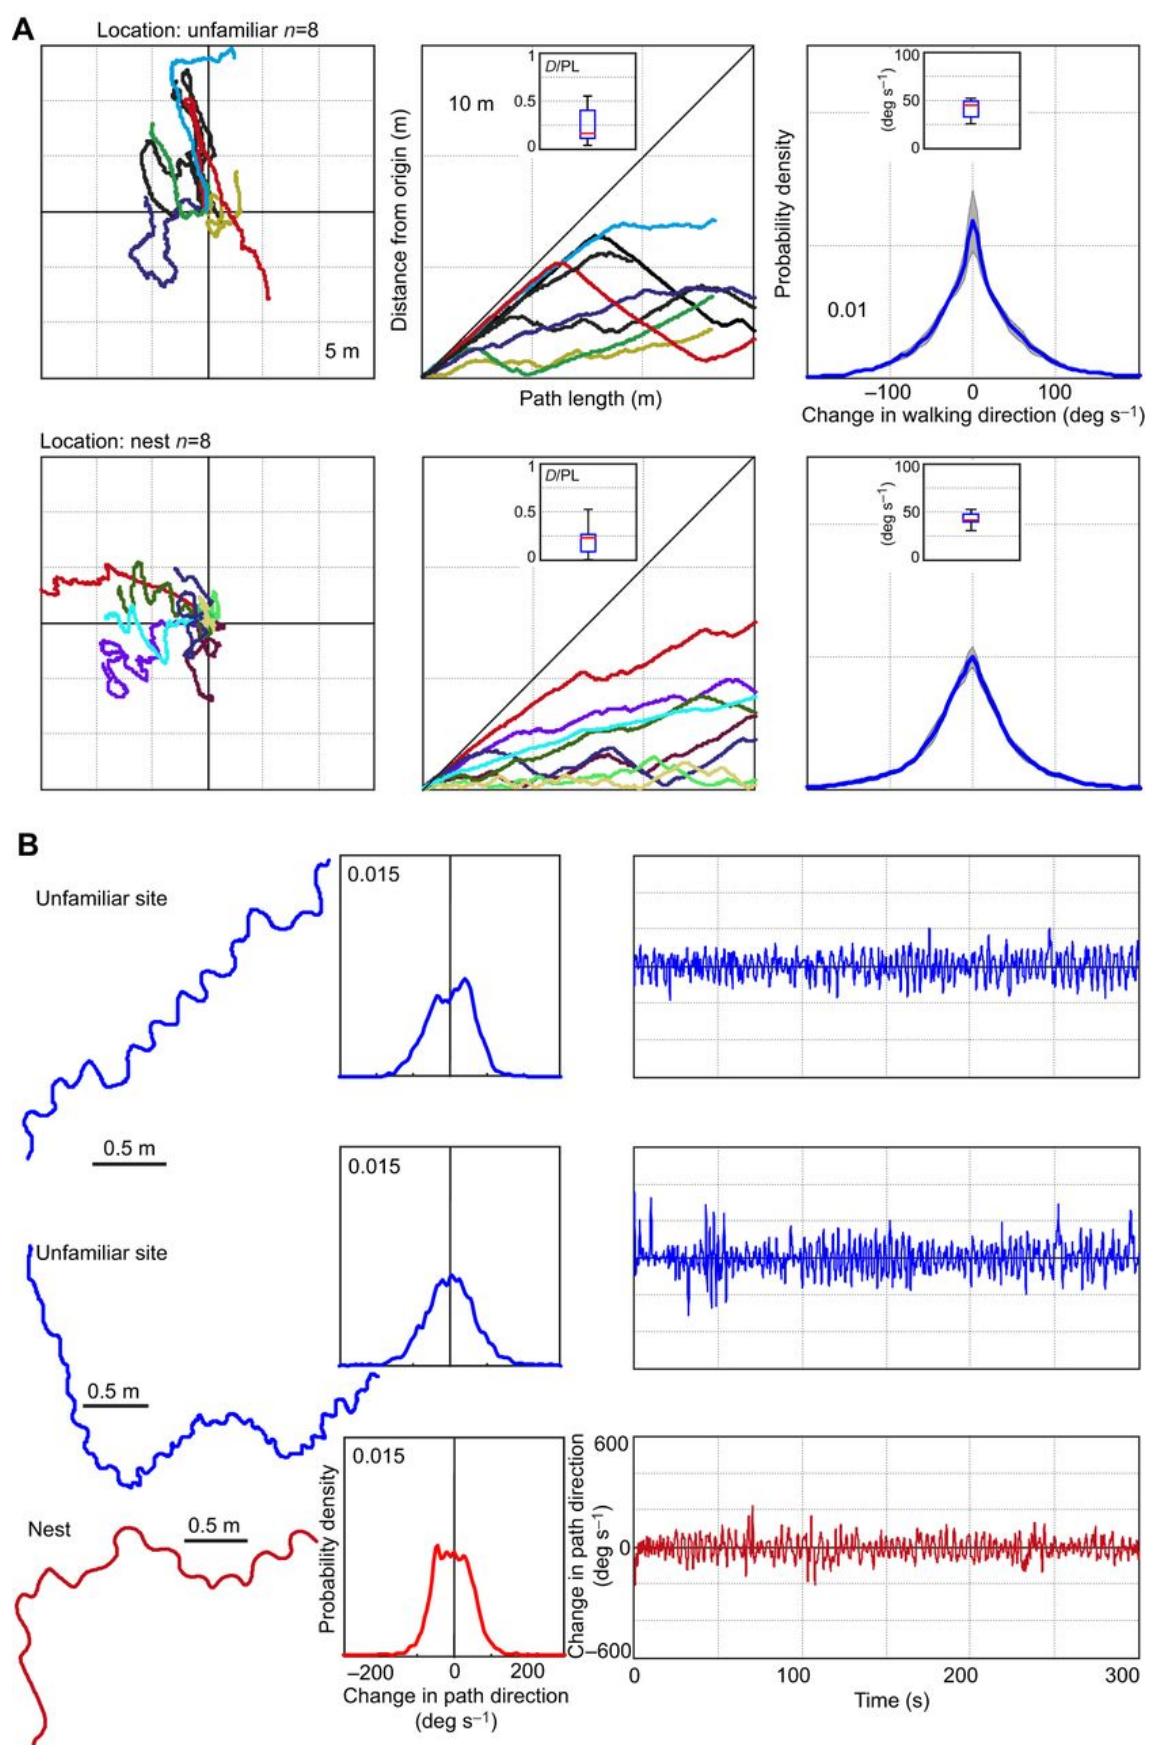 A
Location: unfamiliar n=8
5 m
Distance from origin (m)
10 m
D/PL
1
0.5
0
Path length (m)
Probability density
(deg s⁻¹)
100
50
0
0.01
–100 0 100
Change in walking direction (deg s⁻¹)
Location: nest n=8
D/PL
1
0.5
0
(deg s⁻¹)
100
50
0
B
Unfamiliar site
0.5 m
0.015
Unfamiliar site
0.5 m
0.015
Nest
0.5 m
Probability density
0.015
–200 0 200
Change in path direction
(deg s⁻¹)
Change in path direction
(deg s⁻¹)
600
0
–600
0 100 200 300
Time (s)